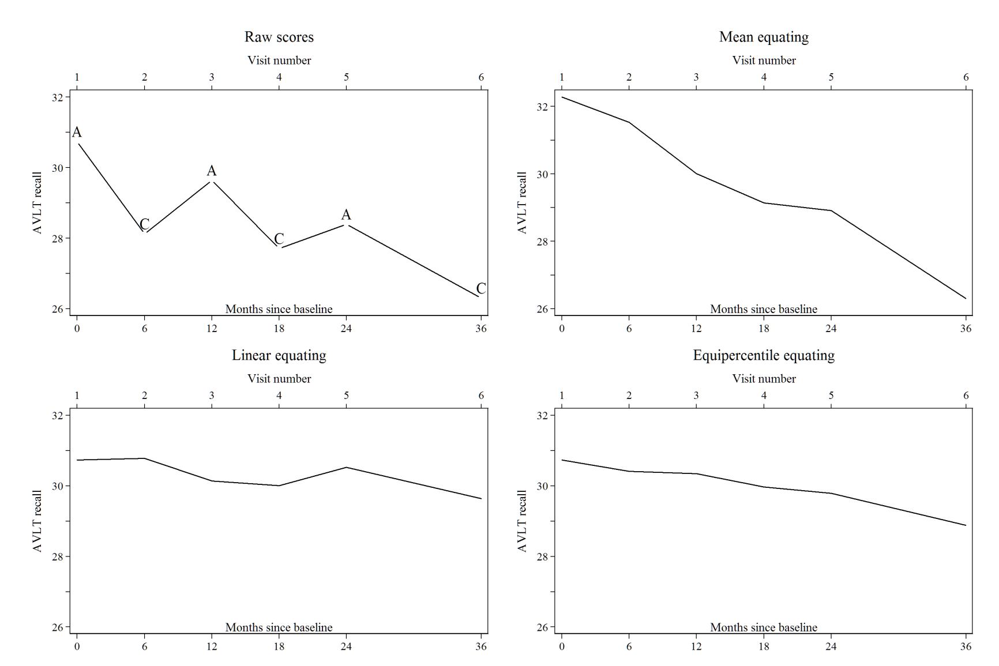 Raw scores
Visit number
1 2 3 4 5 6
32
30
28
26
AVLT recall
A
C
A
C
A
C
Months since baseline
0 6 12 18 24 36
Mean equating
Visit number
1 2 3 4 5 6
32
30
28
26
AVLT recall
Months since baseline
0 6 12 18 24 36
Linear equating
Visit number
1 2 3 4 5 6
32
30
28
26
AVLT recall
Months since baseline
0 6 12 18 24 36
Equipercentile equating
Visit number
1 2 3 4 5 6
32
30
28
26
AVLT recall
Months since baseline
0 6 12 18 24 36